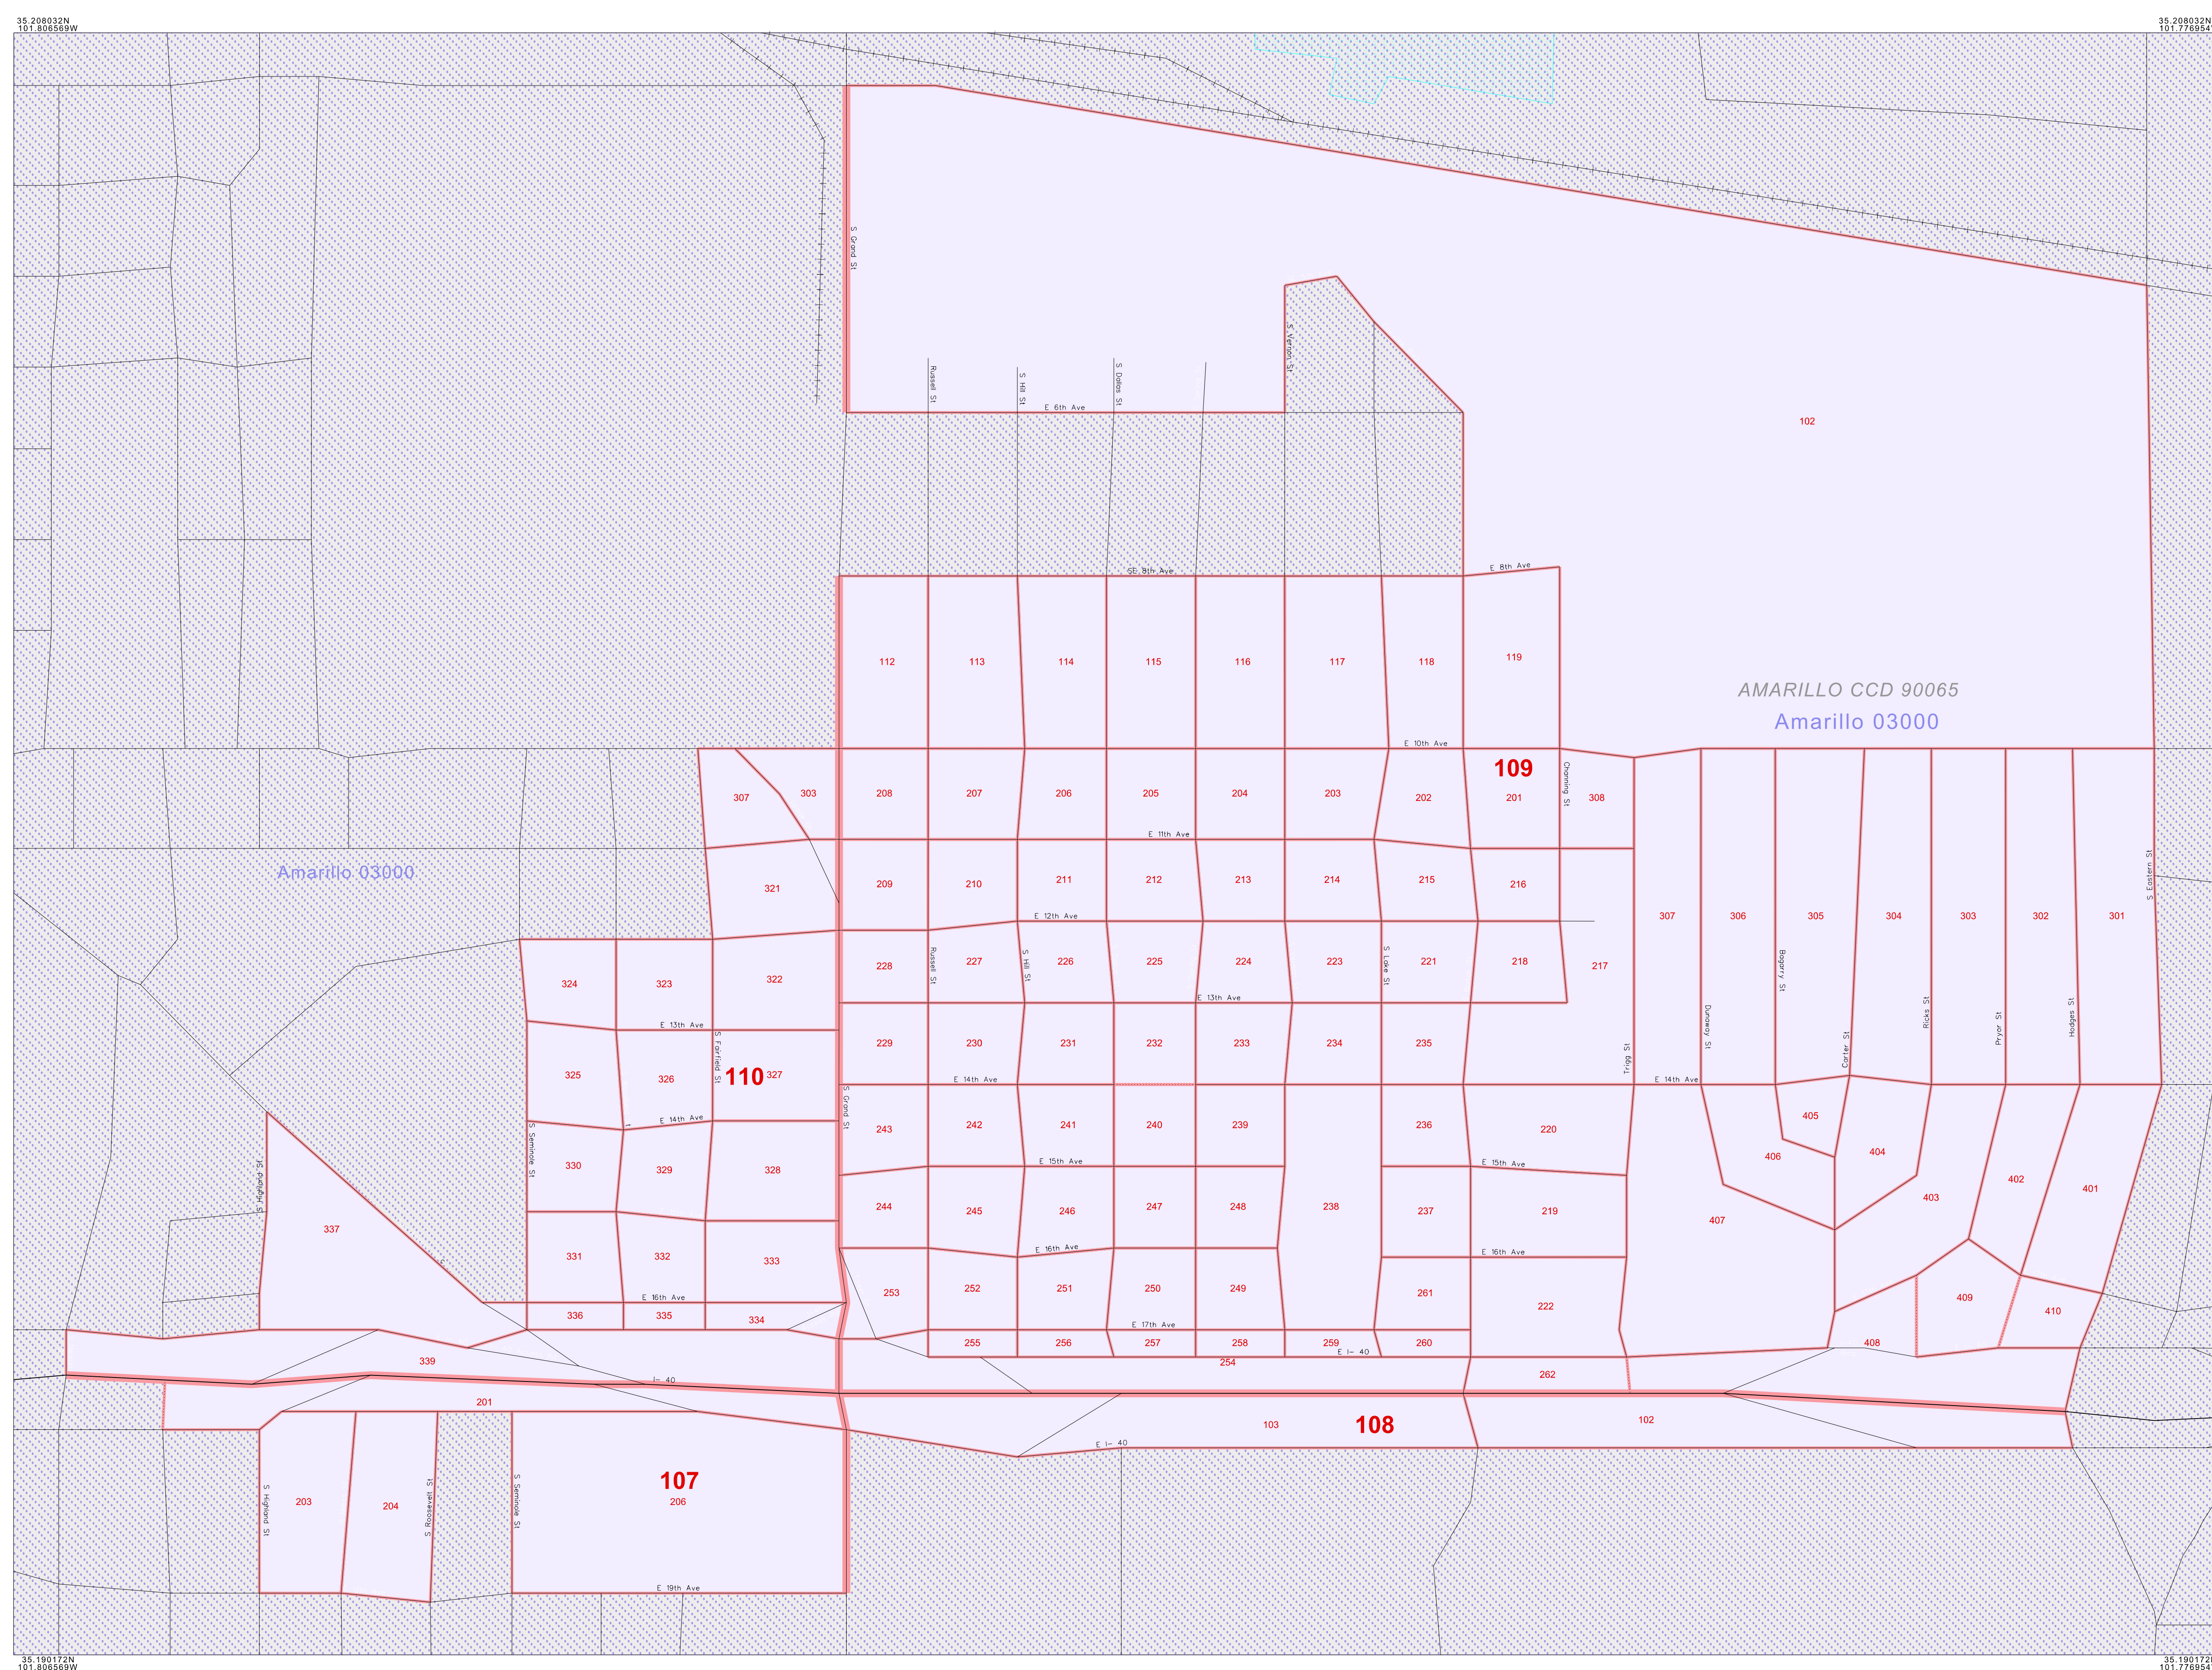 35.208032N
101.806569W
35.208032N
101.776954
S Grand St
S Vernon St
Russell St
S Hill St
S Dallas St
E 6th Ave
102
SE 8th Ave
E 8th Ave
112
113
114
115
116
117
118
119
AMARILLO CCD 90065
Amarillo 03000
E 10th Ave
109
Channing St
307
303
208
207
206
205
204
203
202
201
308
E 11th Ave
Amarillo 03000
S Eastern St
321
209
210
211
212
213
214
215
216
E 12th Ave
307
306
305
304
303
302
301
324
323
322
228
Russell St
227
S Hill St
226
225
224
223
S Lake St
221
218
217
Bagarry St
E 13th Ave
E 13th Ave
Dunaway St
Carter St
Ricks St
Pryor St
Hodges St
Trigg St
325
326
S Fairfield St
110
327
229
230
231
232
233
234
235
E 14th Ave
E 14th Ave
S Grand St
E 14th Ave
t
243
242
241
240
239
236
220
405
406
404
S Seminole St
330
329
328
E 15th Ave
E 15th Ave
S Highland St
337
244
245
246
247
248
238
237
219
407
403
402
401
331
332
333
E 16th Ave
E 16th Ave
E 16th Ave
253
252
251
250
249
261
222
409
410
336
335
334
E 17th Ave
255
256
257
258
259
260
408
E I- 40
339
254
262
I- 40
201
103
108
102
E I- 40
107
S Highland St
203
204
S Roosevelt St
S Seminole St
206
E 19th Ave
35.190172N
101.806569W
35.190172N
101.776954